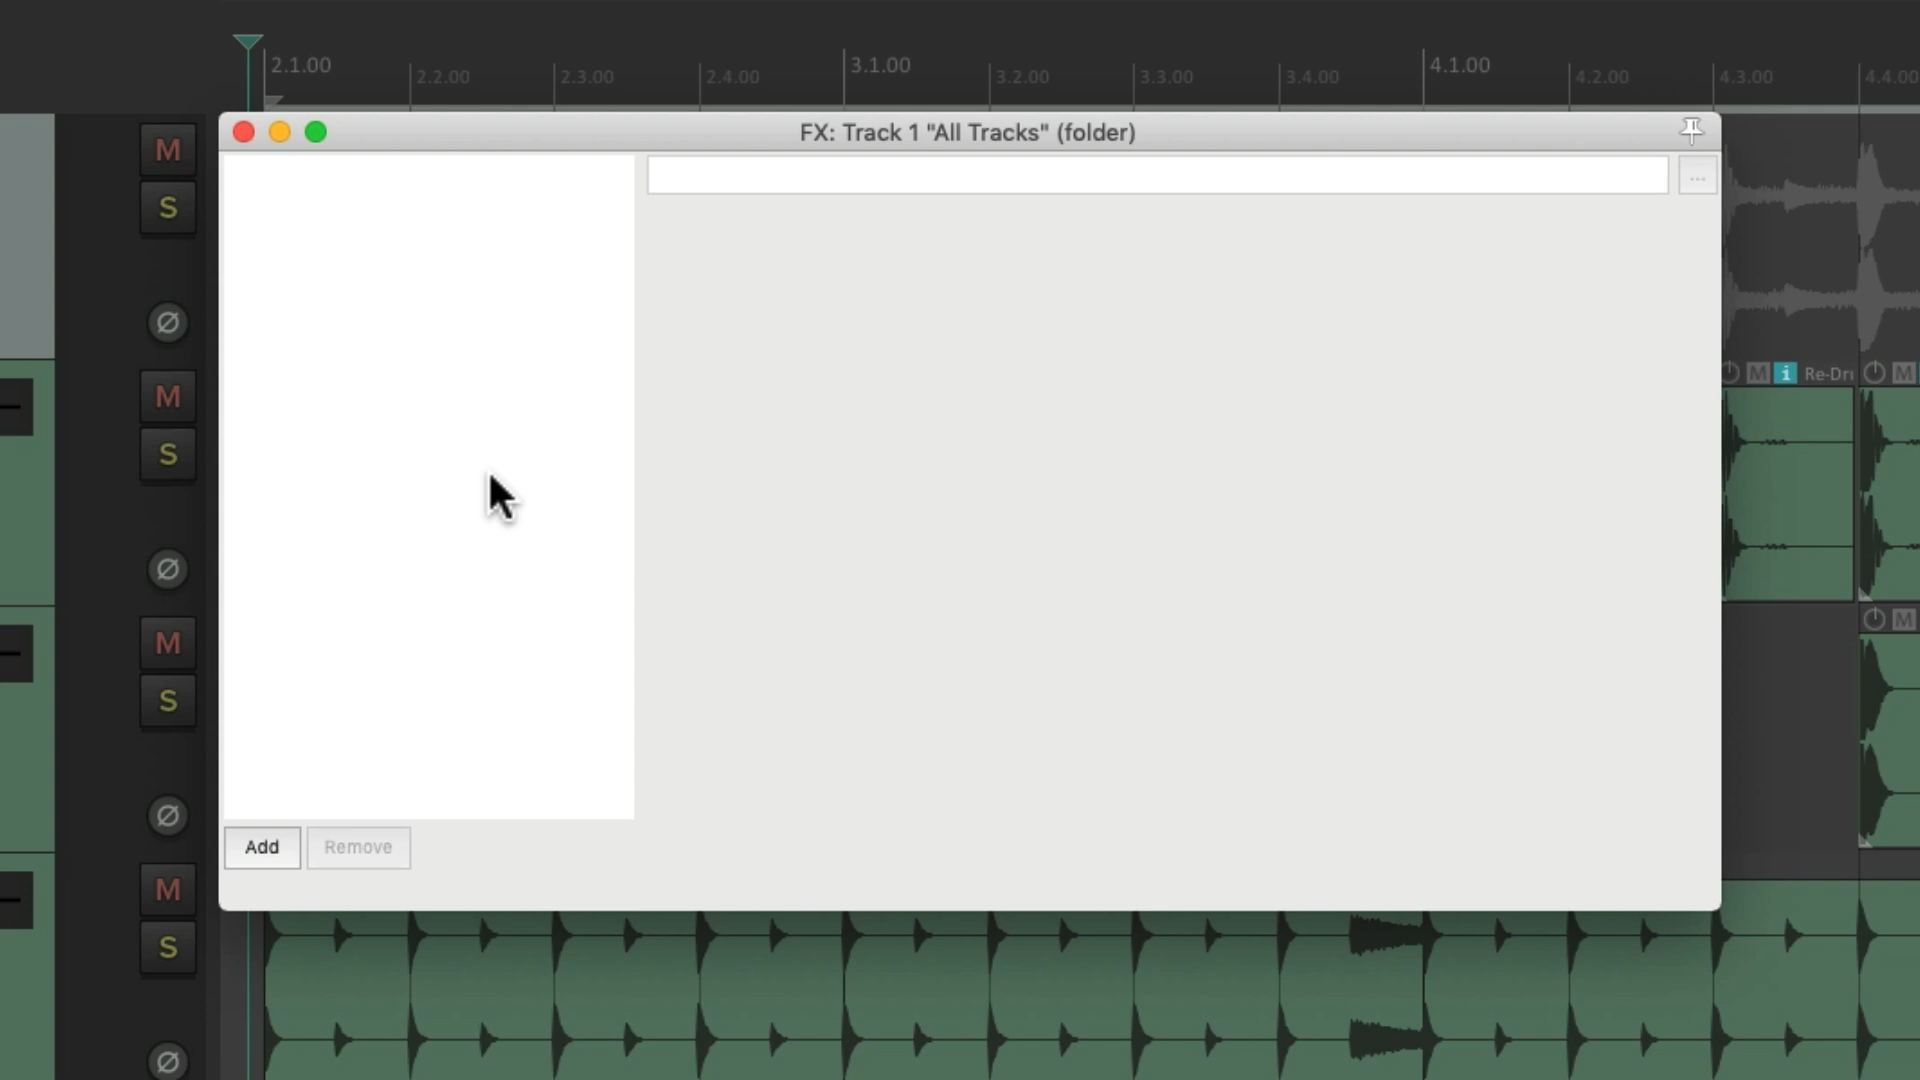 2.1.00
2.2.00
2.3.00
2.4.00
3.1.00
3.2.00
3.3.00
3.4.00
4.1.00
4.2.00
4.3.00
4.4.00
FX: Track 1 "All Tracks" (folder)
...
M
S
Ø
M i Re-Dru
M
M
S
Ø
M
M
S
Ø
Add
Remove
M
S
Ø